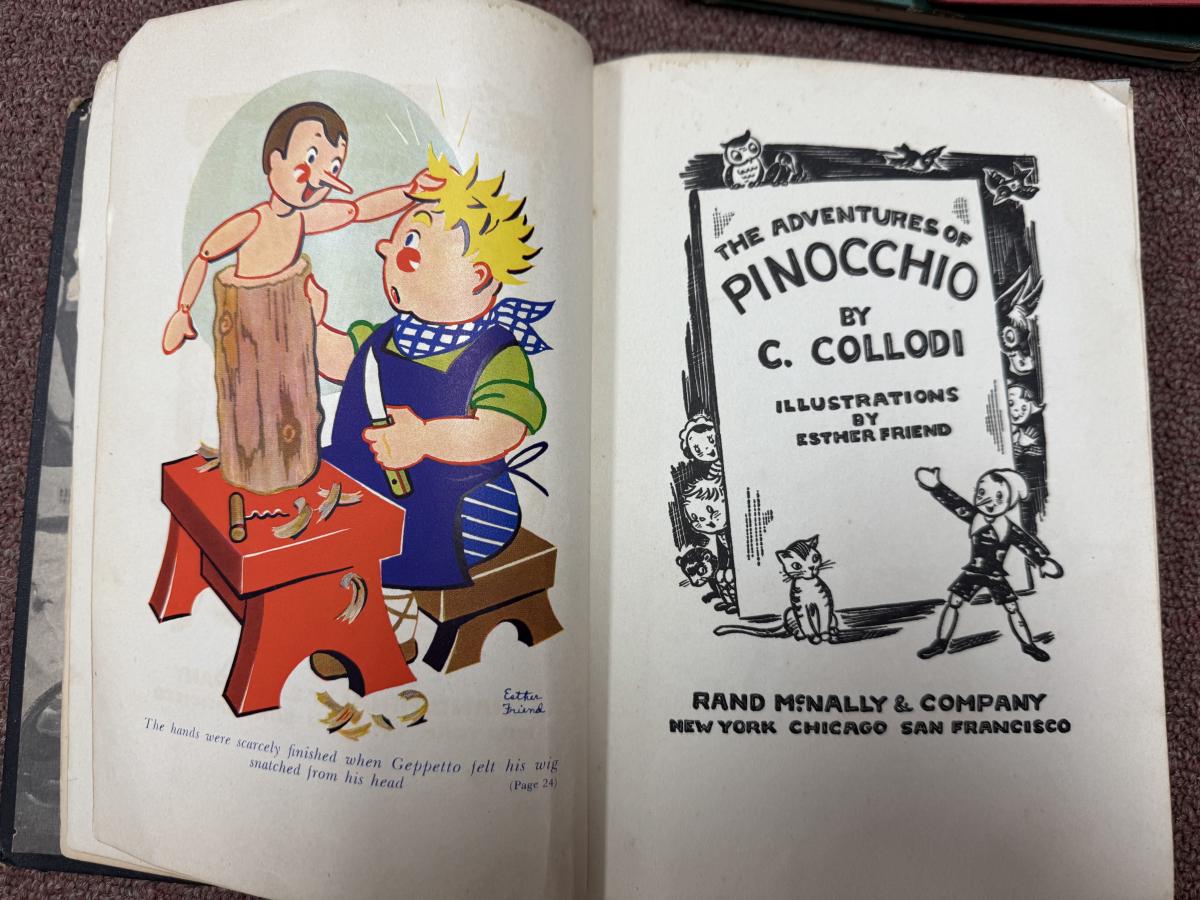 Esther
Friend
The hands were scarcely finished when Geppetto felt his wig
snatched from his head
(Page 24)
THE ADVENTURES OF
PINOCCHIO
BY
C. COLLODI
ILLUSTRATIONS
BY
ESTHER FRIEND
RAND McNALLY & COMPANY
NEW YORK CHICAGO SAN FRANCISCO